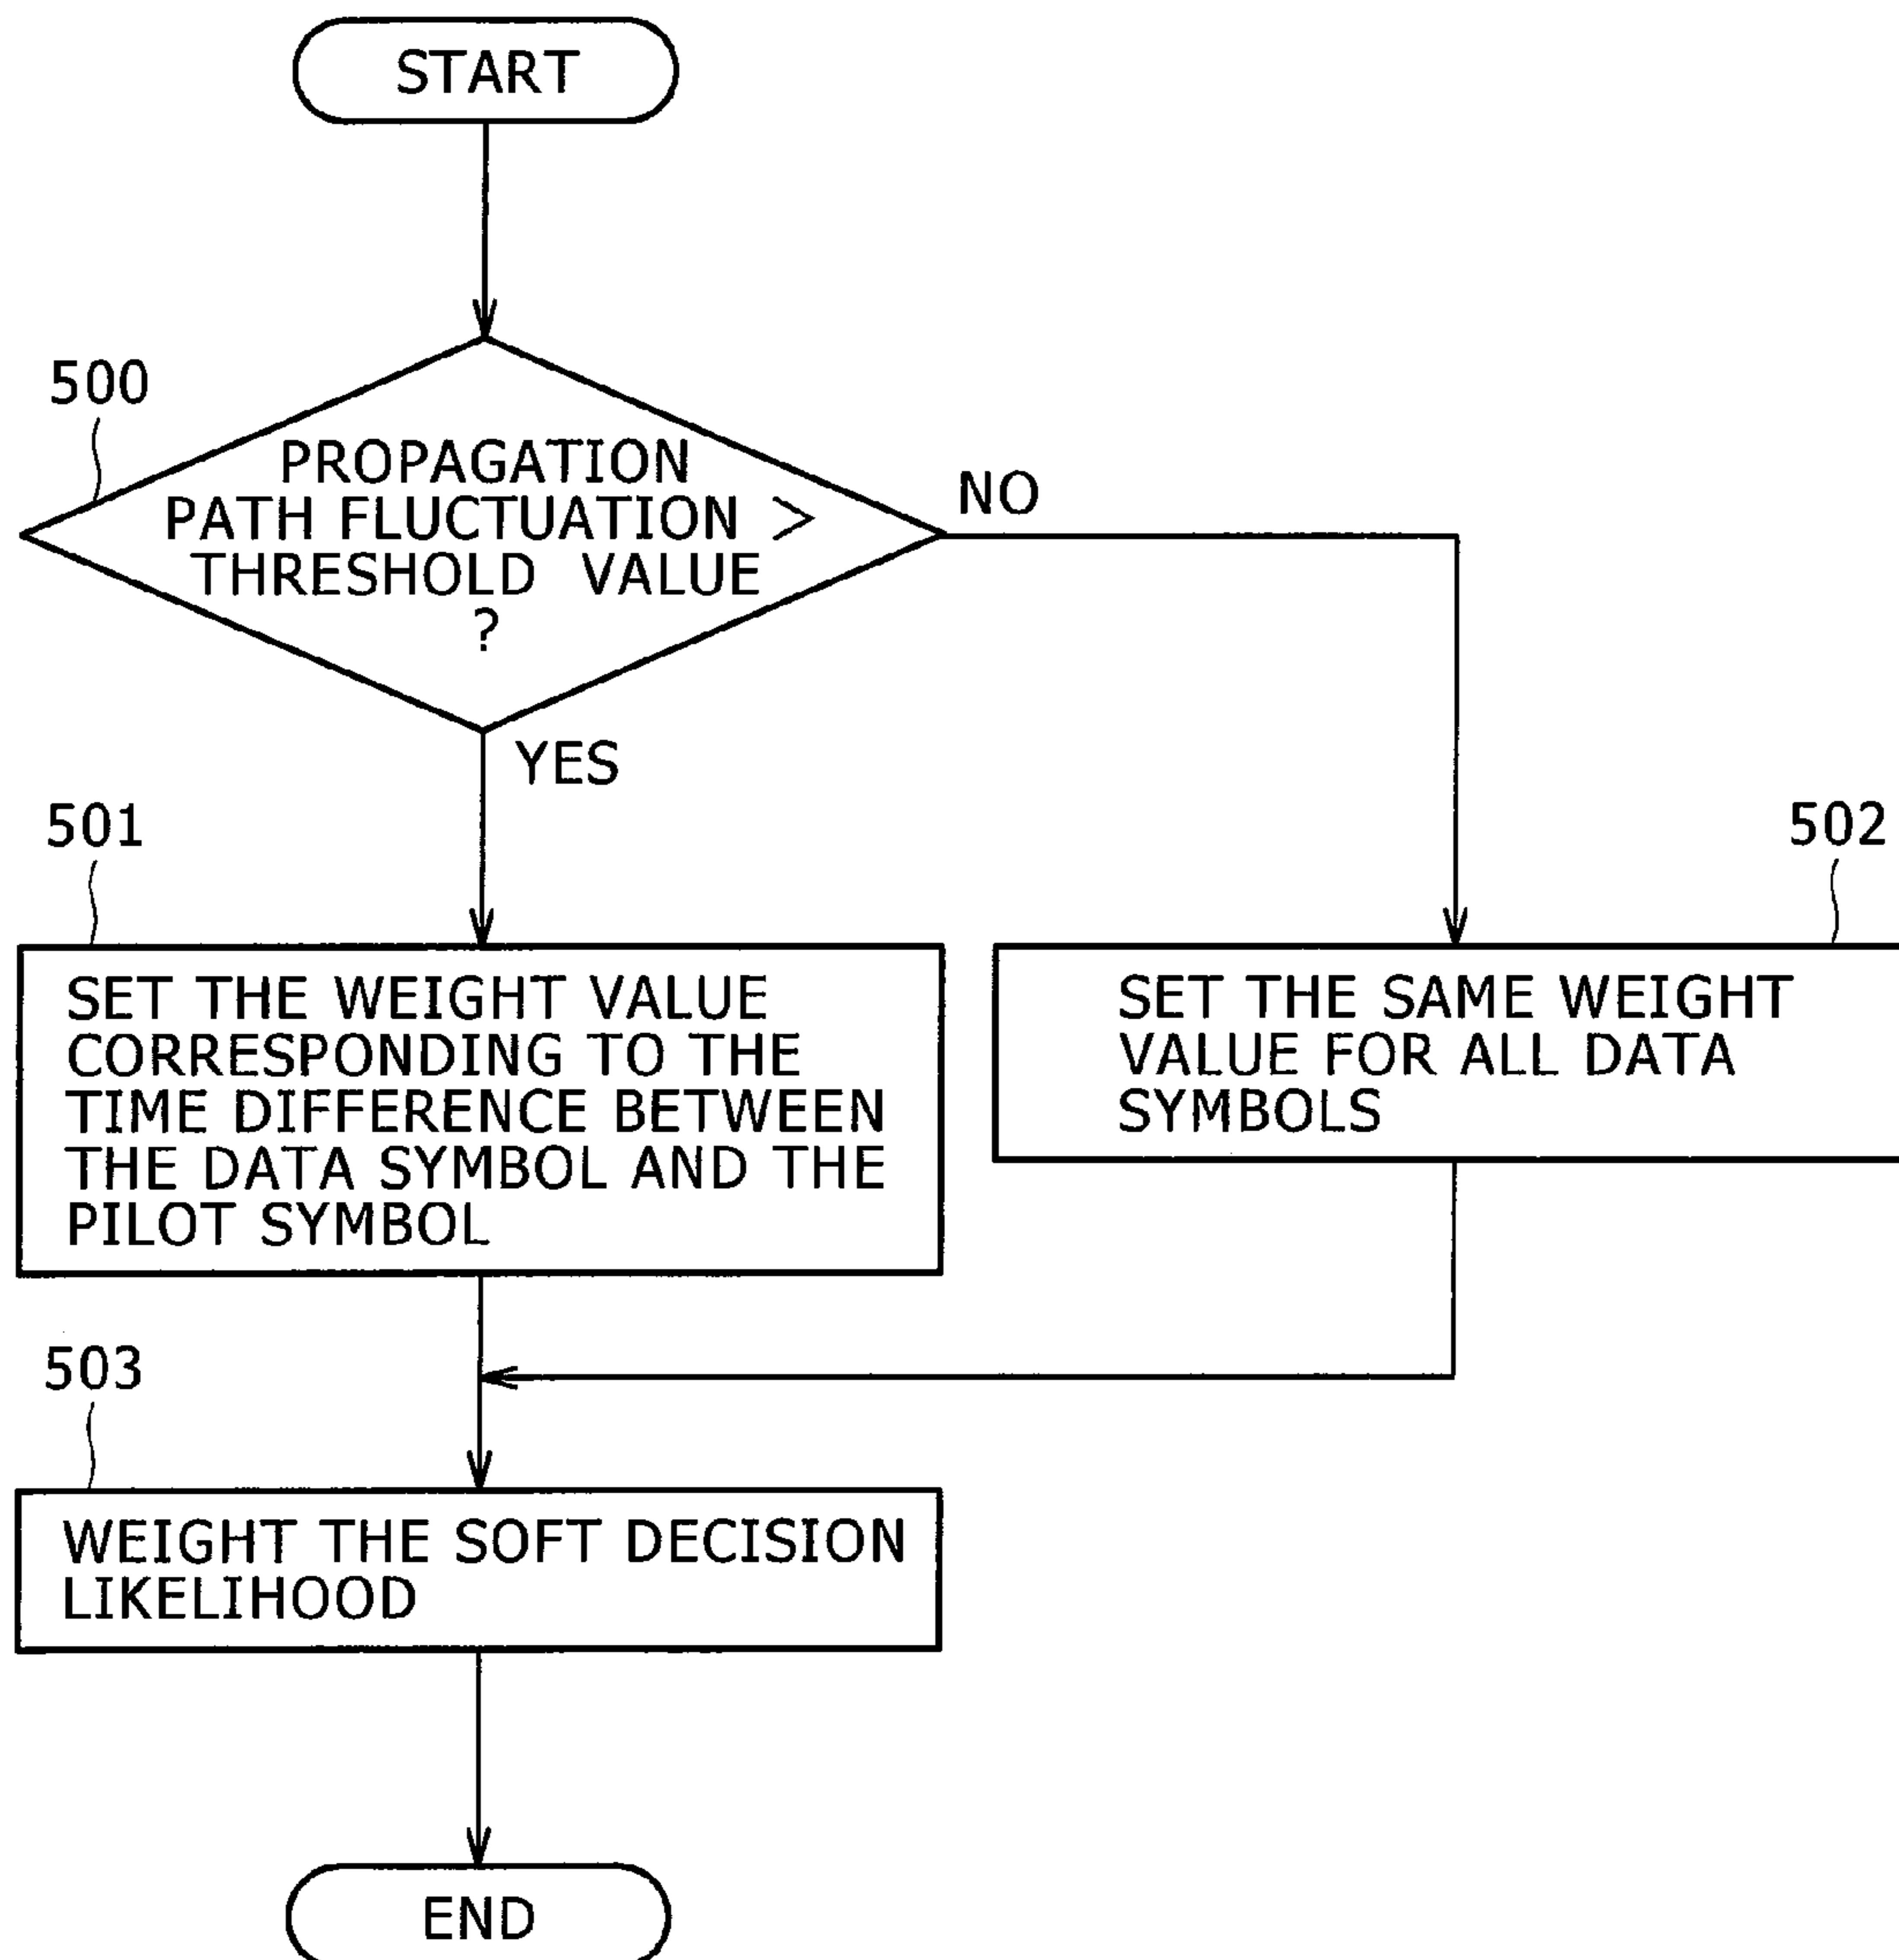 START
500
PROPAGATION
PATH FLUCTUATION >
THRESHOLD VALUE
?
NO
YES
501
SET THE WEIGHT VALUE
CORRESPONDING TO THE
TIME DIFFERENCE BETWEEN
THE DATA SYMBOL AND THE
PILOT SYMBOL
502
SET THE SAME WEIGHT
VALUE FOR ALL DATA
SYMBOLS
503
WEIGHT THE SOFT DECISION
LIKELIHOOD
END